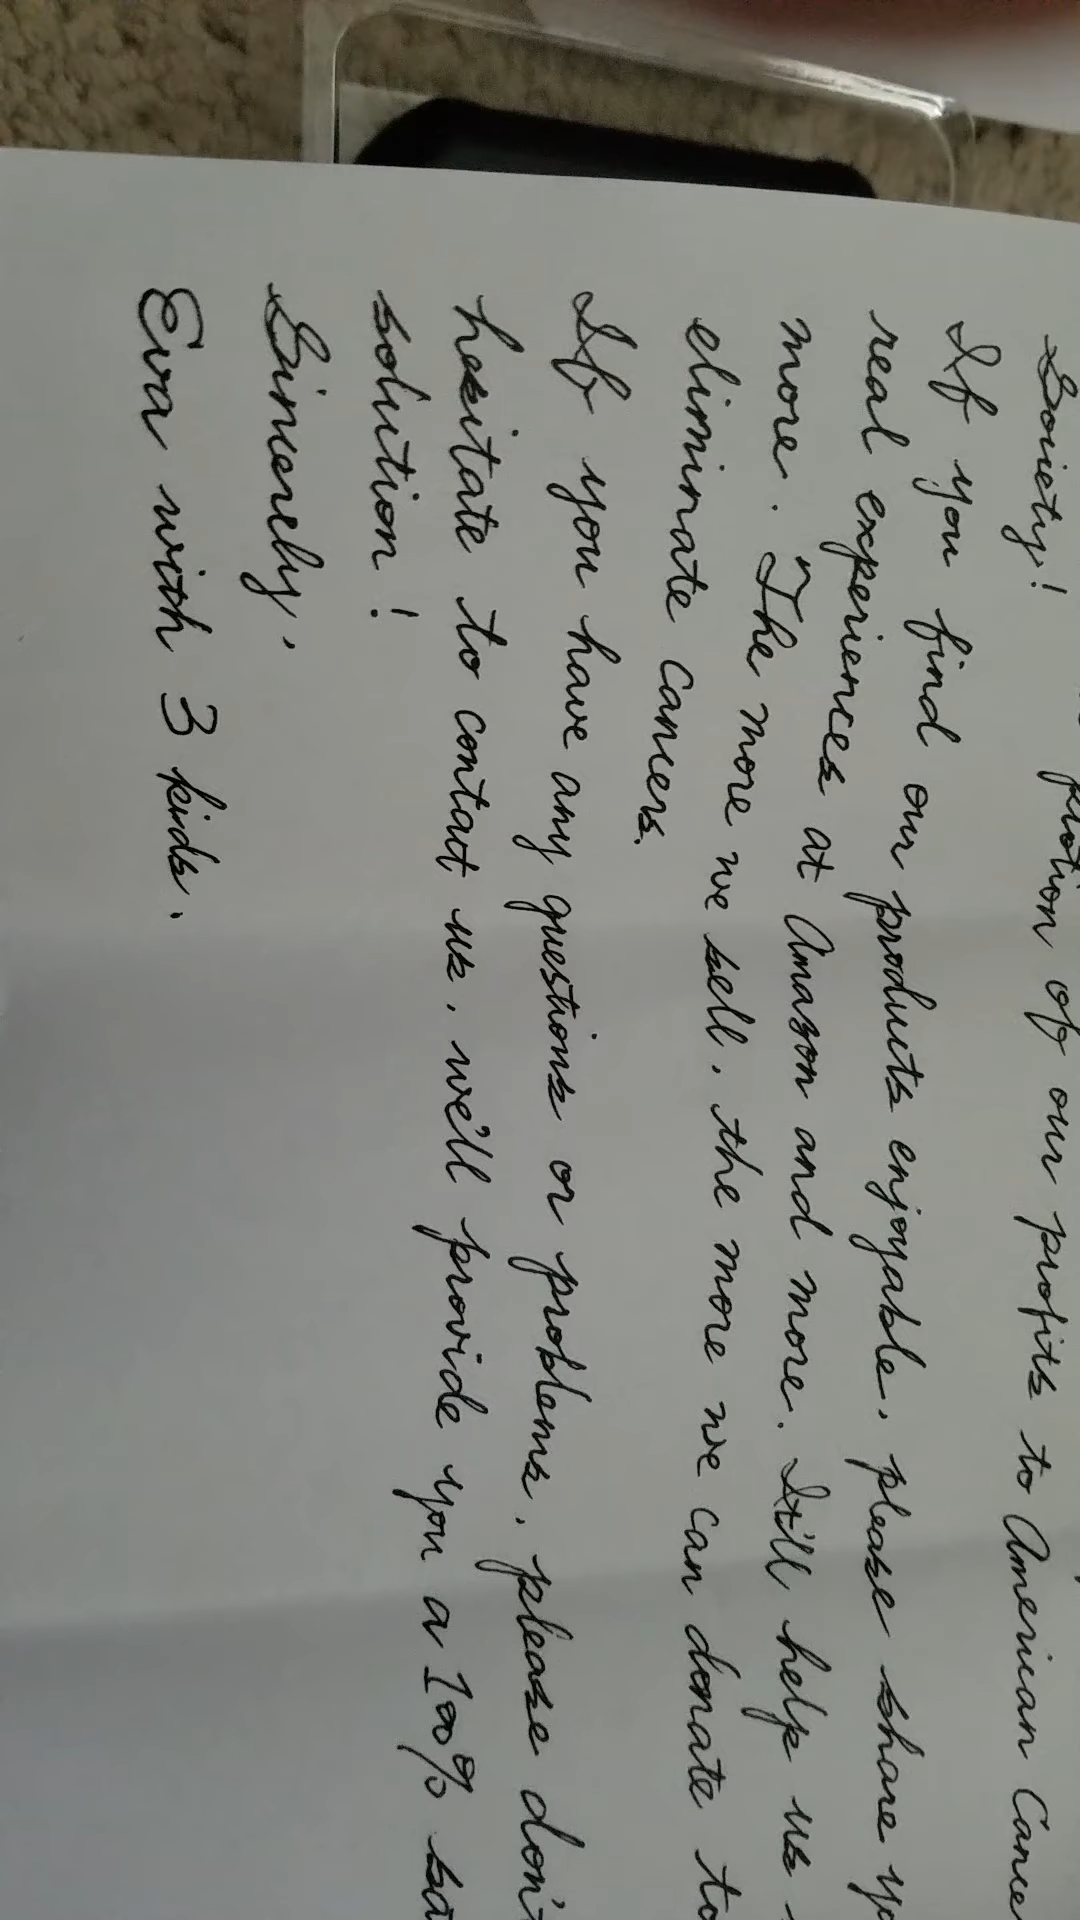 portion of our profits to American Cance
Society!
If you find our products enjoyable, please share yo
real experiences at Amazon and more. It'll help us
more. The more we sell, the more we can donate to
eliminate cancers.
If you have any questions or problems, please don't
hesitate to contact us, we'll provide you a 100% sa
solution!
Sincerely,
Eva with 3 kids.